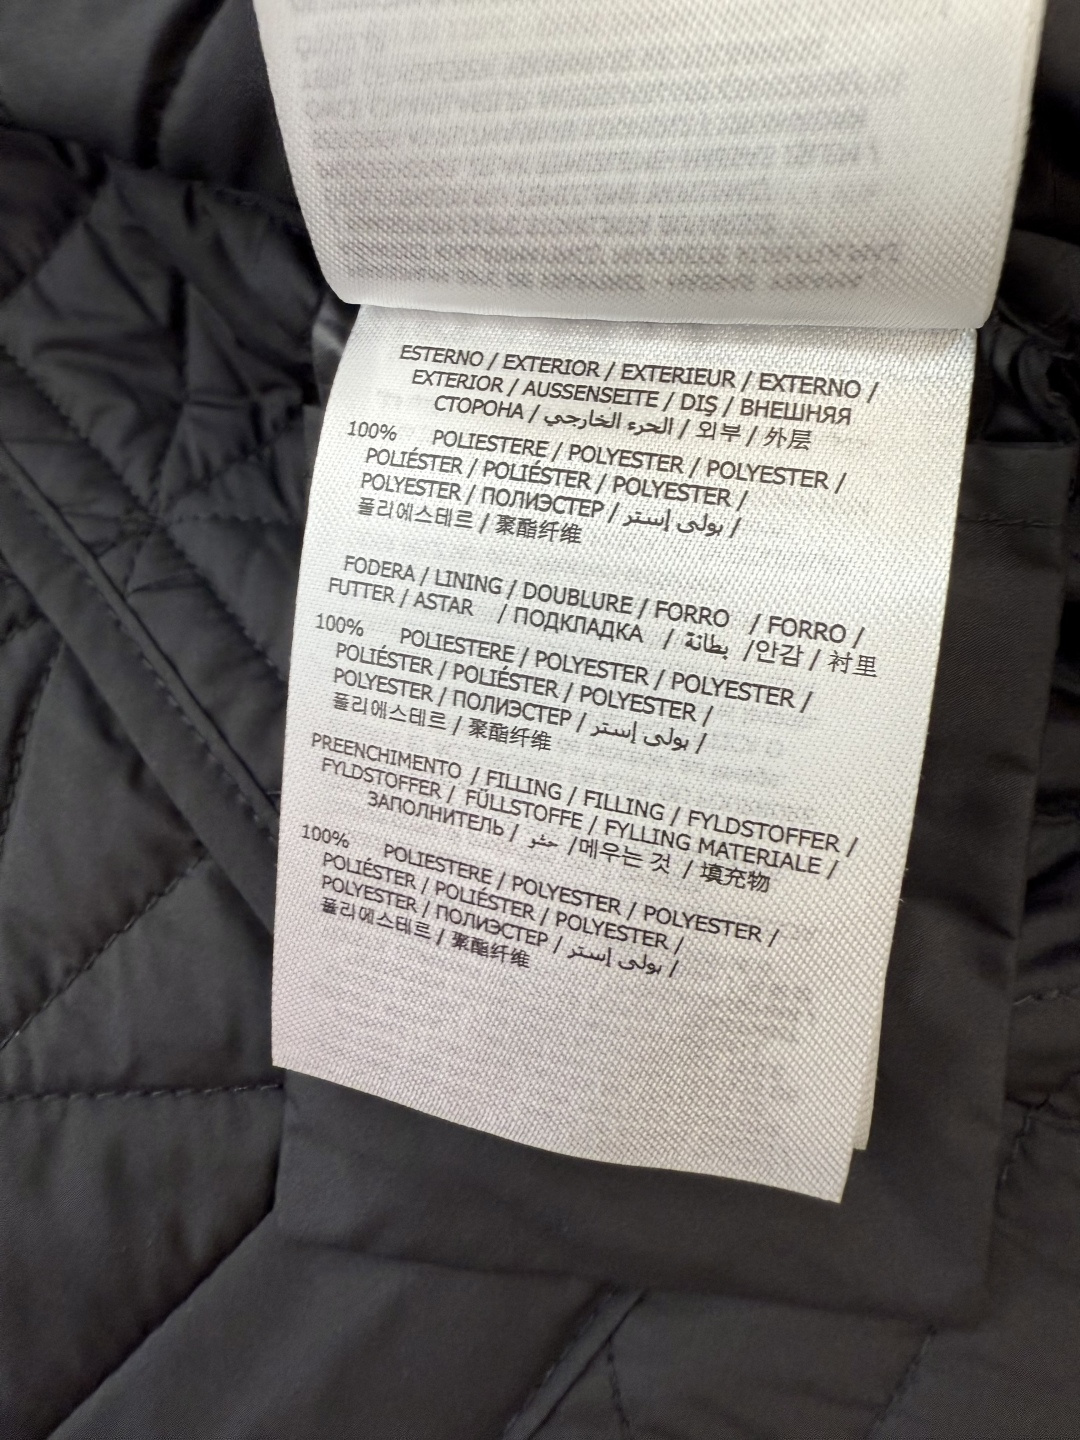 ESTERNO / EXTERIOR / EXTERIEUR / EXTERNO /
EXTERIOR / AUSSENSEITE / DIŞ / ВНЕШНЯЯ
СТОРОНА / الحرء الخارجي / 외부 / 外层
100% POLIESTERE / POLYESTER / POLYESTER /
POLIÉSTER / POLIÉSTER / POLYESTER /
POLYESTER / ПОЛИЭСТЕР / بولى إستر /
폴리에스테르 / 聚酯纤维
FODERA / LINING / DOUBLURE / FORRO / FORRO /
FUTTER / ASTAR / ПОДКЛАДКА / بطانة /안감 / 衬里
100% POLIESTERE / POLYESTER / POLYESTER /
POLIÉSTER / POLIÉSTER / POLYESTER /
POLYESTER / ПОЛИЭСТЕР / بولى إستر /
폴리에스테르 / 聚酯纤维
PREENCHIMENTO / FILLING / FILLING / FYLDSTOFFER /
FYLDSTOFFER / FÜLLSTOFFE / FYLLING MATERIALE /
ЗАПОЛНИТЕЛЬ / حشو /메우는 것 / 填充物
100% POLIESTERE / POLYESTER / POLYESTER /
POLIÉSTER / POLIÉSTER / POLYESTER /
POLYESTER / ПОЛИЭСТЕР / بولى إستر /
폴리에스테르 / 聚酯纤维